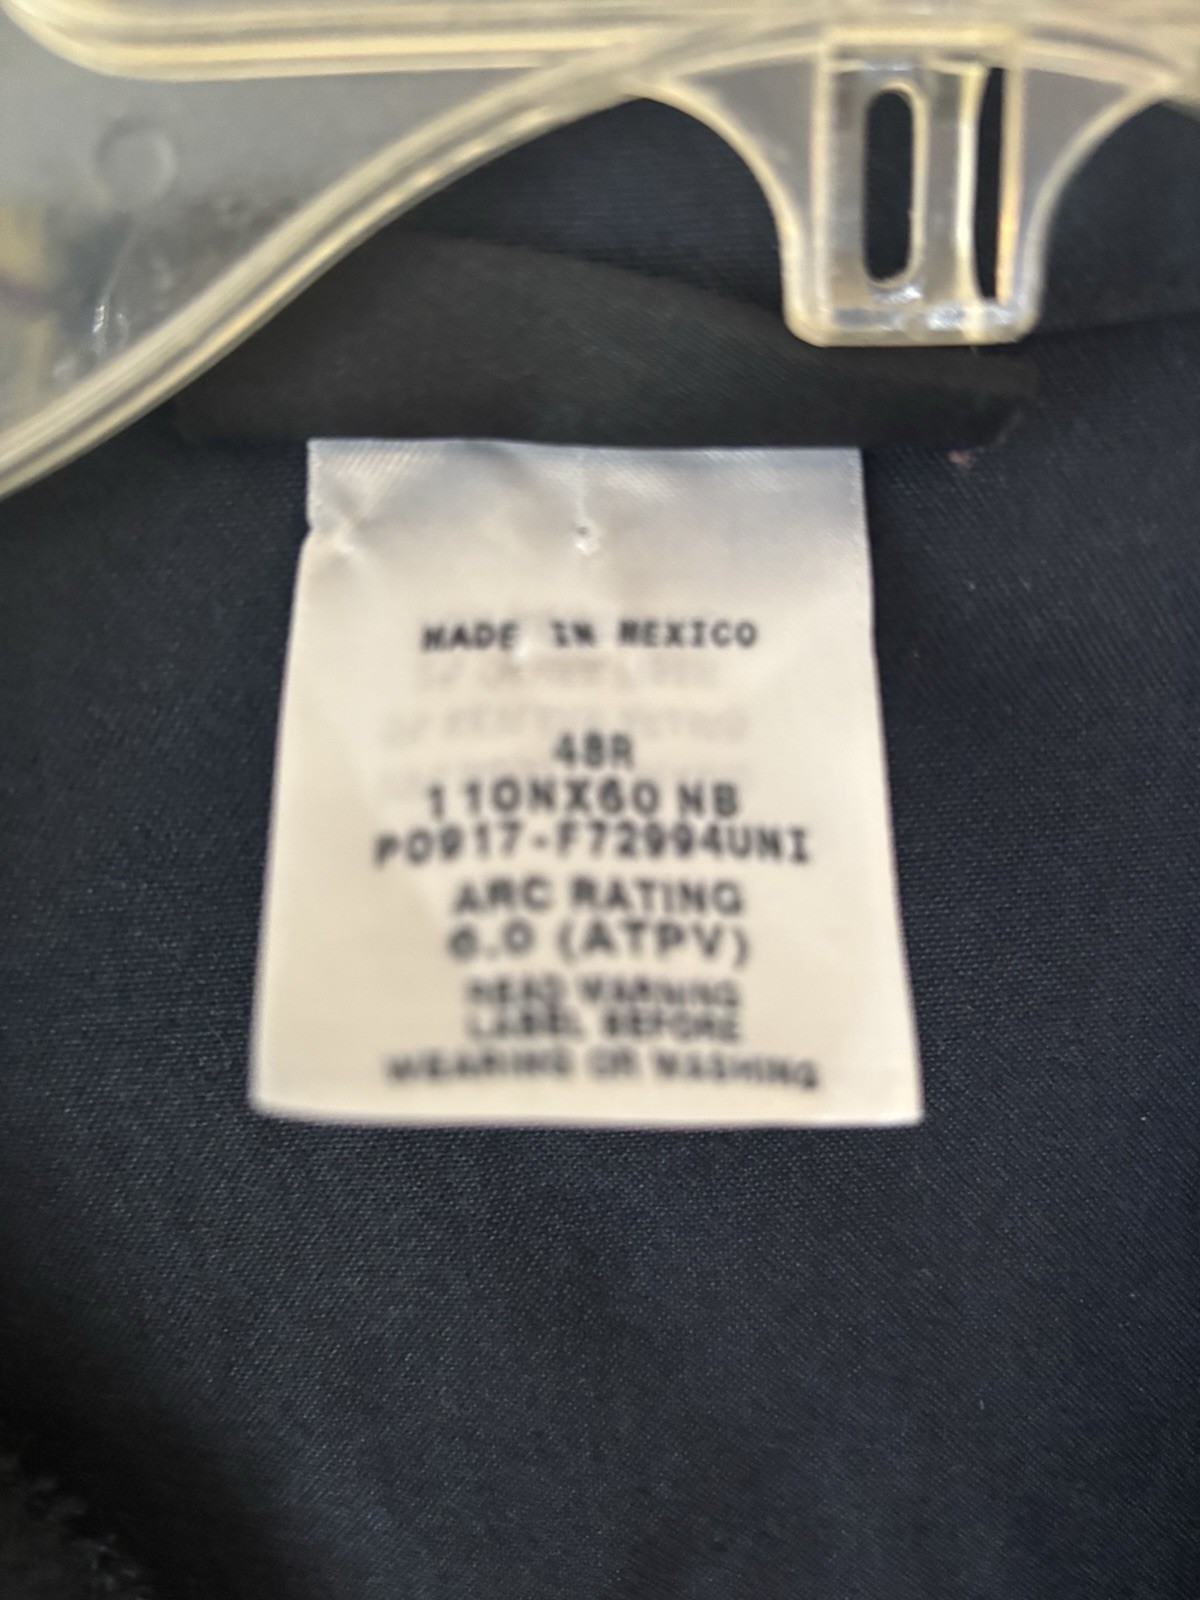 MADE IN MEXICO
48R
110NX60 NB
P0917-F72994UNI
ARC RATING
6.0 (ATPV)
READ WARNING
LABEL BEFORE
WEARING OR WASHING